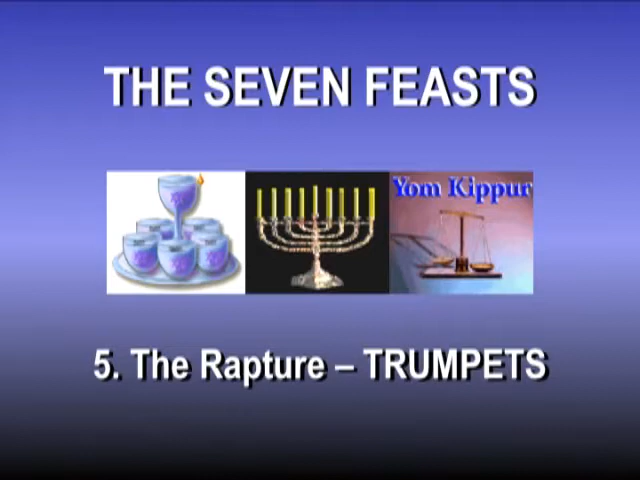 THE SEVEN FEASTS
Yom Kippur
5. The Rapture – TRUMPETS